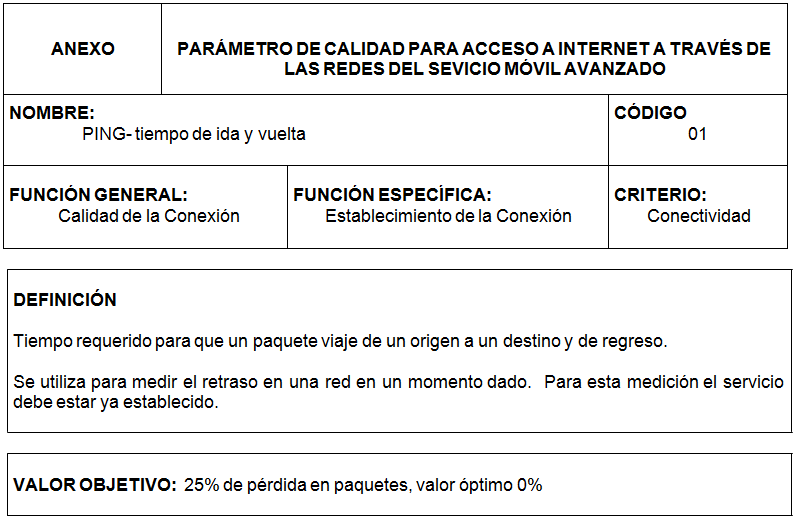 ANEXO
PARÁMETRO DE CALIDAD PARA ACCESO A INTERNET A TRAVÉS DE
LAS REDES DEL SEVICIO MÓVIL AVANZADO
NOMBRE:
PING- tiempo de ida y vuelta
CÓDIGO
01
FUNCIÓN GENERAL:
Calidad de la Conexión
FUNCIÓN ESPECÍFICA:
Establecimiento de la Conexión
CRITERIO:
Conectividad
DEFINICIÓN
Tiempo requerido para que un paquete viaje de un origen a un destino y de regreso.
Se utiliza para medir el retraso en una red en un momento dado. Para esta medición el servicio
debe estar ya establecido.
VALOR OBJETIVO: 25% de pérdida en paquetes, valor óptimo 0%